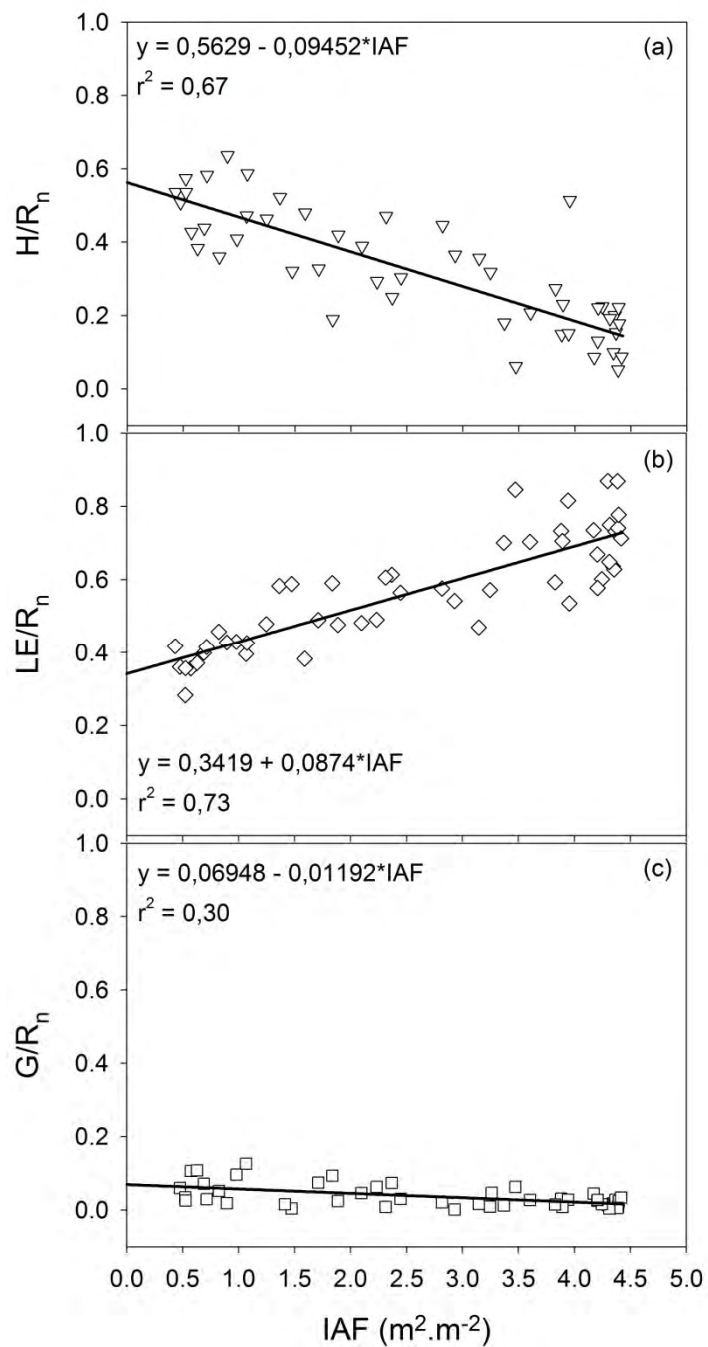 1.0
y = 0,5629 - 0,09452*IAF
(a)
r² = 0,67
0.8
0.6
H/Rₙ
0.4
0.2
0.0
1.0
(b)
0.8
0.6
LE/Rₙ
0.4
0.2
y = 0,3419 + 0,0874*IAF
r² = 0,73
0.0
1.0
y = 0,06948 - 0,01192*IAF
(c)
r² = 0,30
0.8
0.6
G/Rₙ
0.4
0.2
0.0
0.0 0.5 1.0 1.5 2.0 2.5 3.0 3.5 4.0 4.5 5.0
IAF (m².m⁻²)